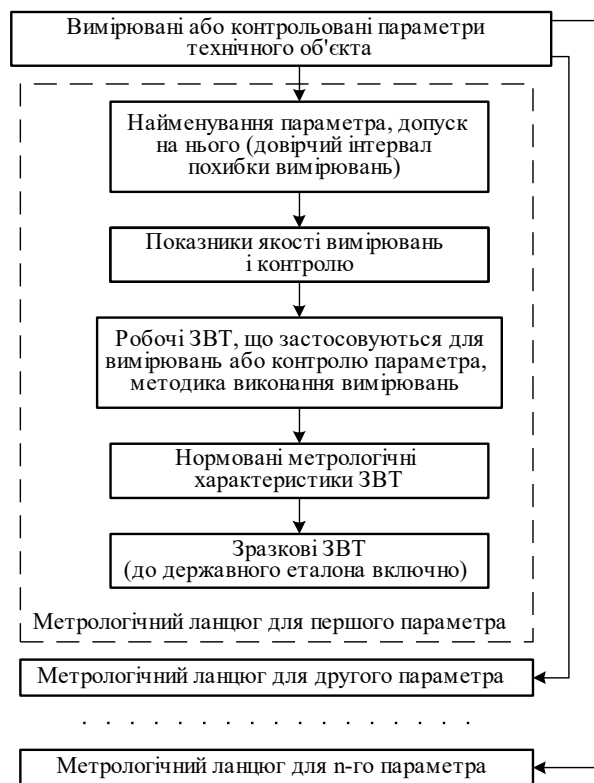 Вимірювані або контрольовані параметри
технічного об'єкта
Найменування параметра, допуск
на нього (довірчий інтервал
похибки вимірювань)
Показники якості вимірювань
і контролю
Робочі ЗВТ, що застосовуються для
вимірювань або контролю параметра,
методика виконання вимірювань
Нормовані метрологічні
характеристики ЗВТ
Зразкові ЗВТ
(до державного еталона включно)
Метрологічний ланцюг для першого параметра
Метрологічний ланцюг для другого параметра
. . . . . . . . . . . . . . . . . .
Метрологічний ланцюг для n-го параметра